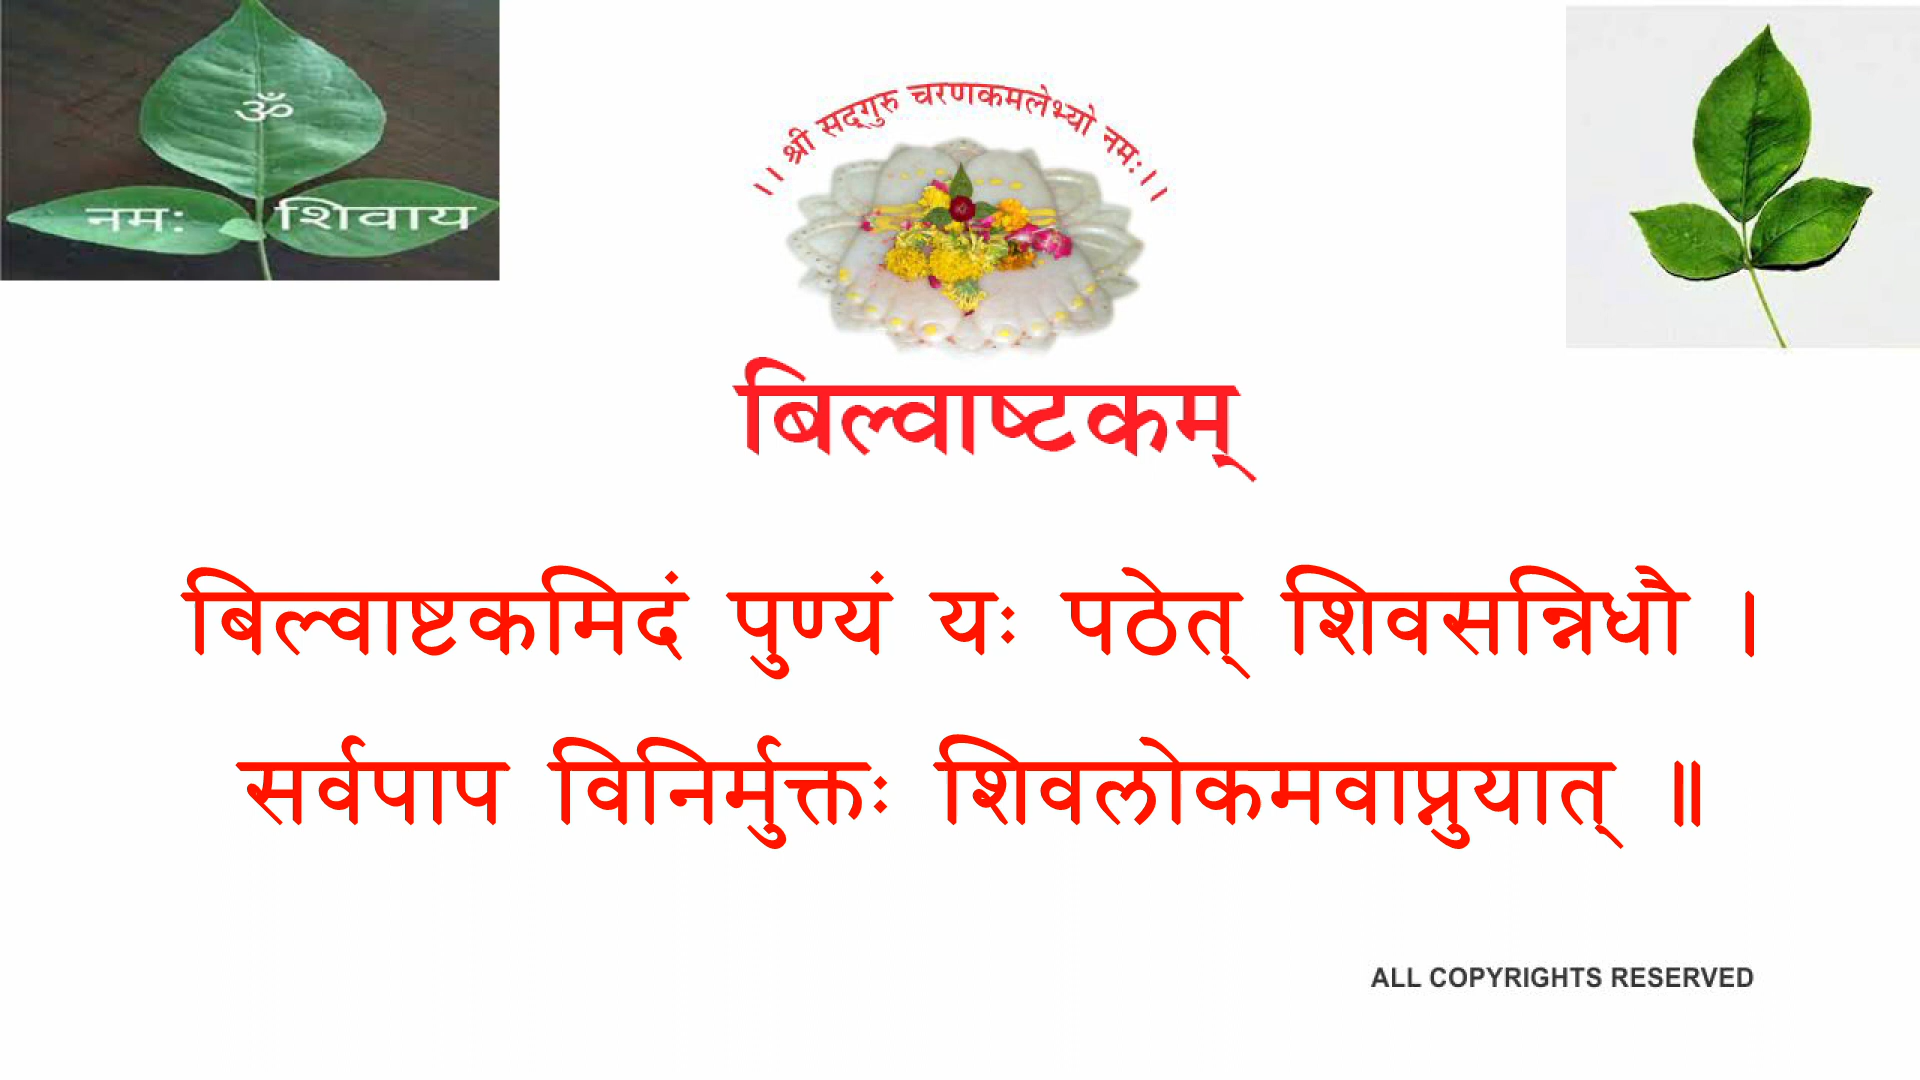 ॐ
नमः शिवाय
।। श्री सद्‌गुरु चरणकमलेभ्यो नमः।।
बिल्वाष्टकम्
बिल्वाष्टकमिदं पुण्यं यः पठेत् शिवसन्निधौ ।
सर्वपाप विनिर्मुक्तः शिवलोकमवाप्नुयात् ॥
ALL COPYRIGHTS RESERVED